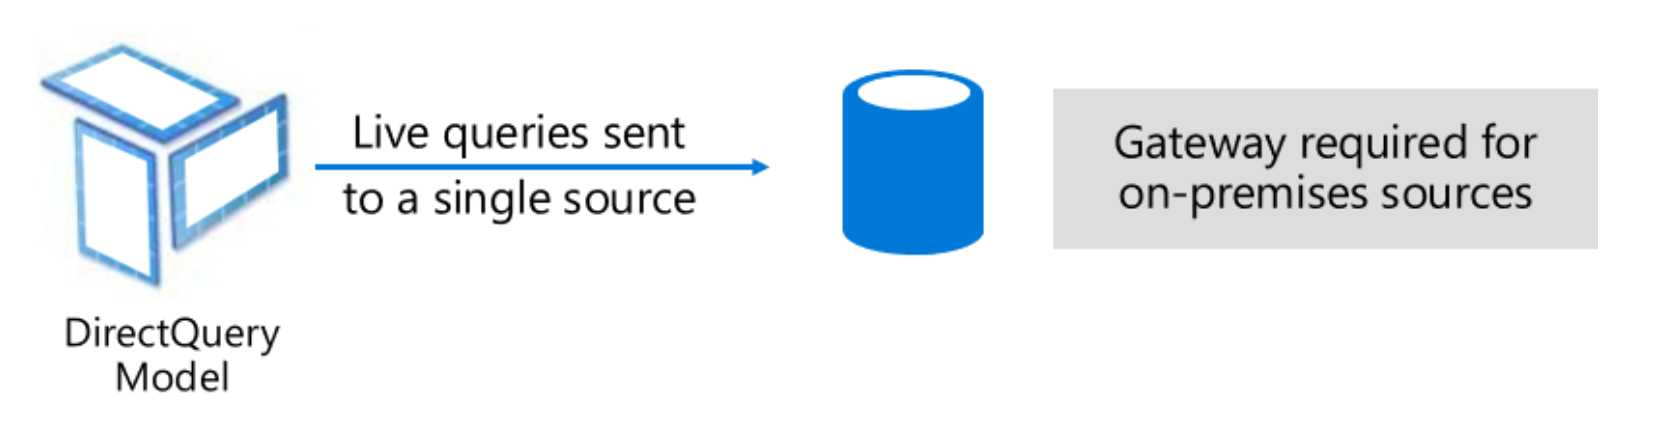 Live queries sent
to a single source
Gateway required for
on-premises sources
DirectQuery
Model